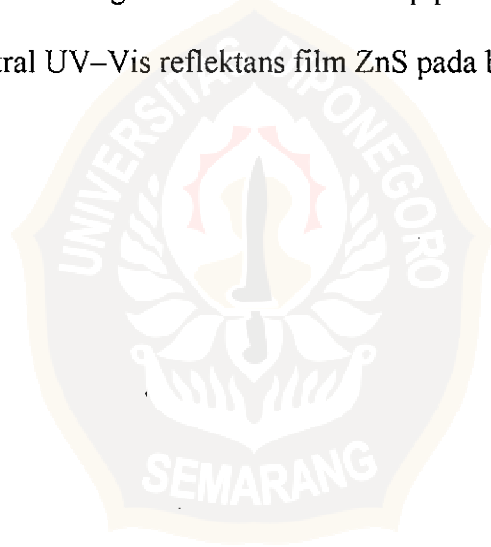 tral UV–Vis reflektans film ZnS pada
UNIVERSITAS DIPONEGORO
SEMARANG